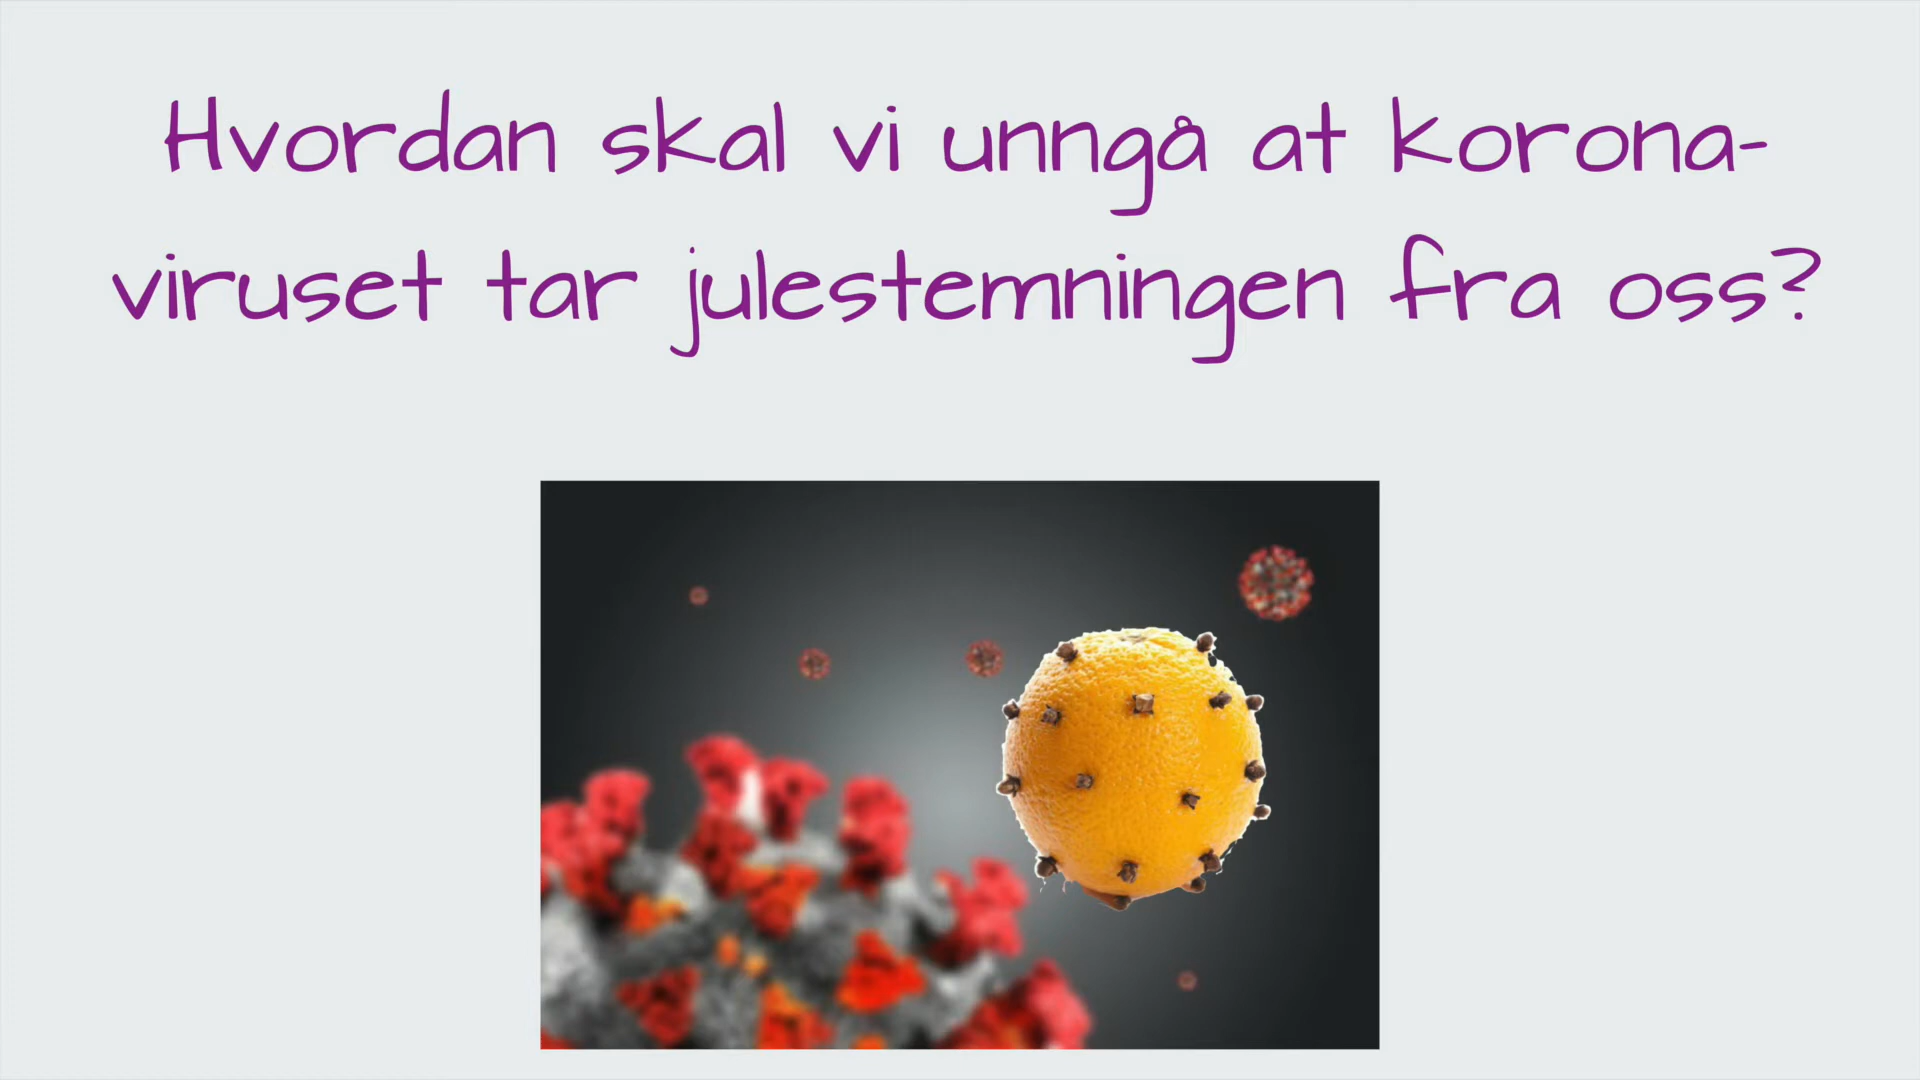 Hvordan skal vi unngå at korona-
viruset tar julestemningen fra oss?